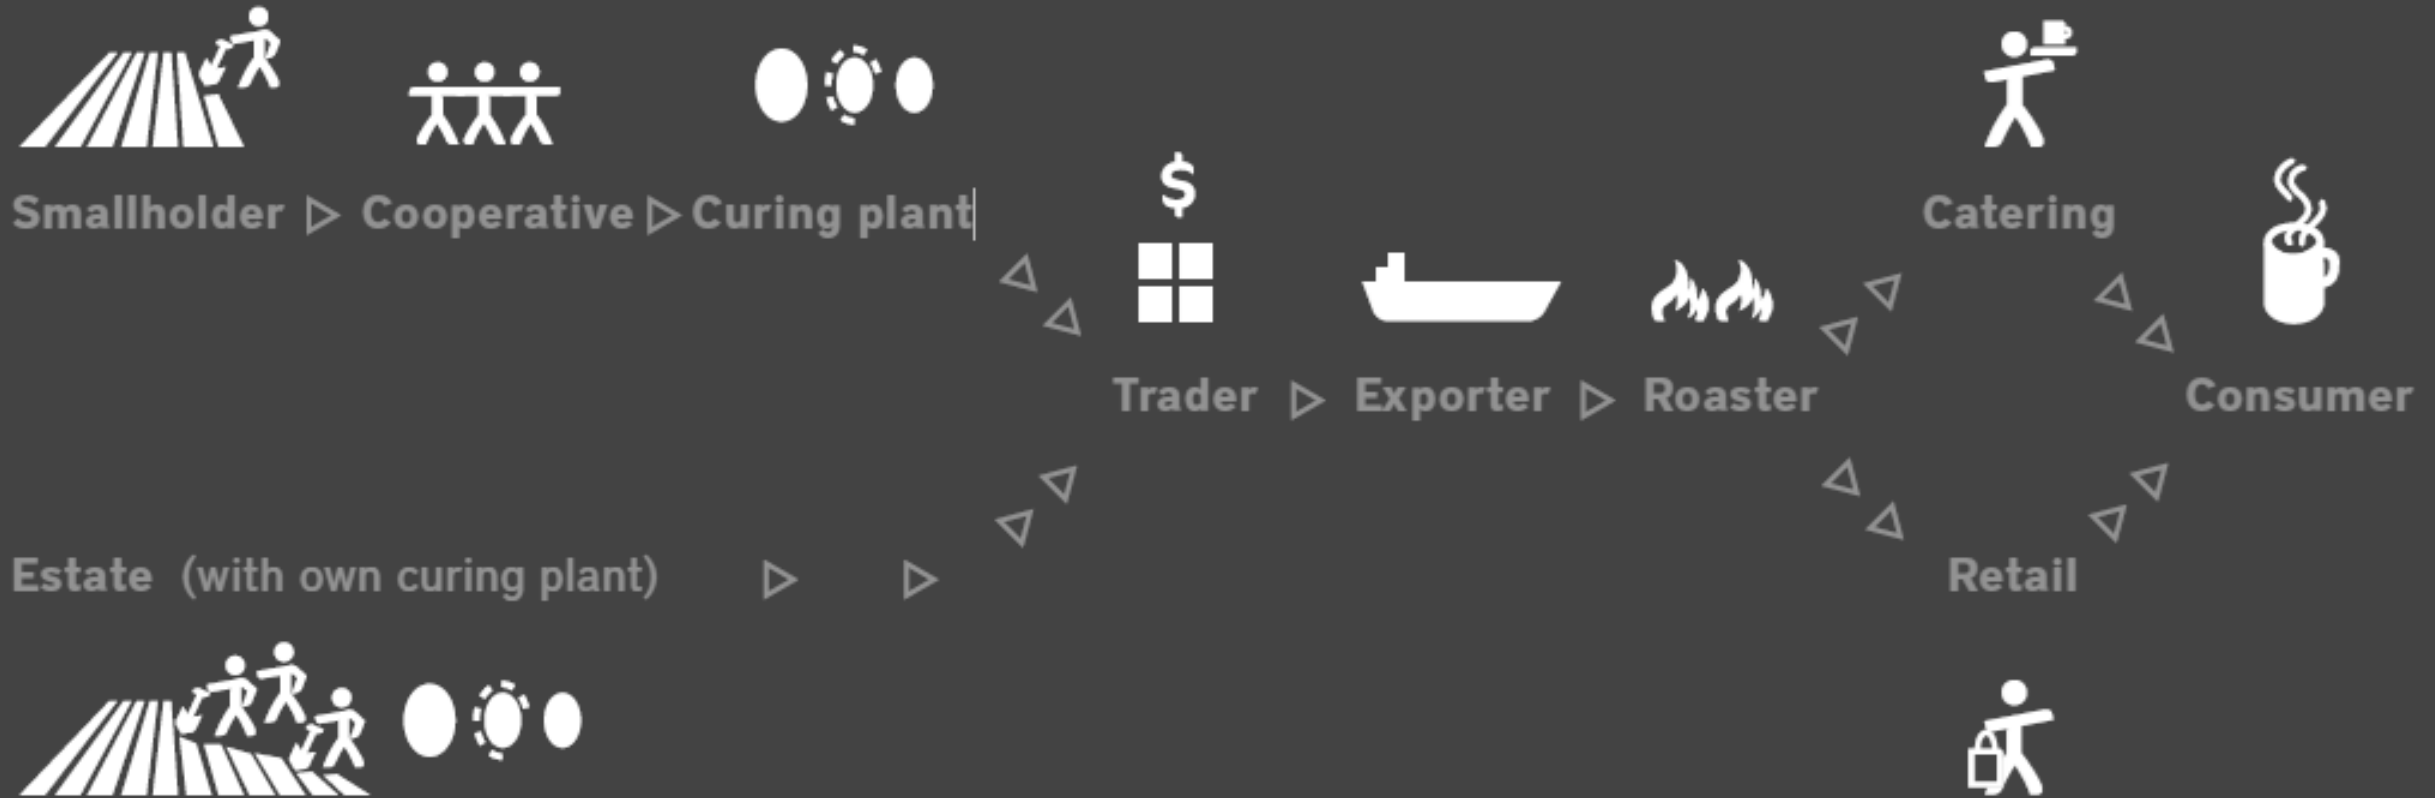 $
Smallholder ▷ Cooperative ▷ Curing plant
Catering
Trader ▷ Exporter ▷ Roaster
Consumer
Estate (with own curing plant) ▷ ▷
Retail